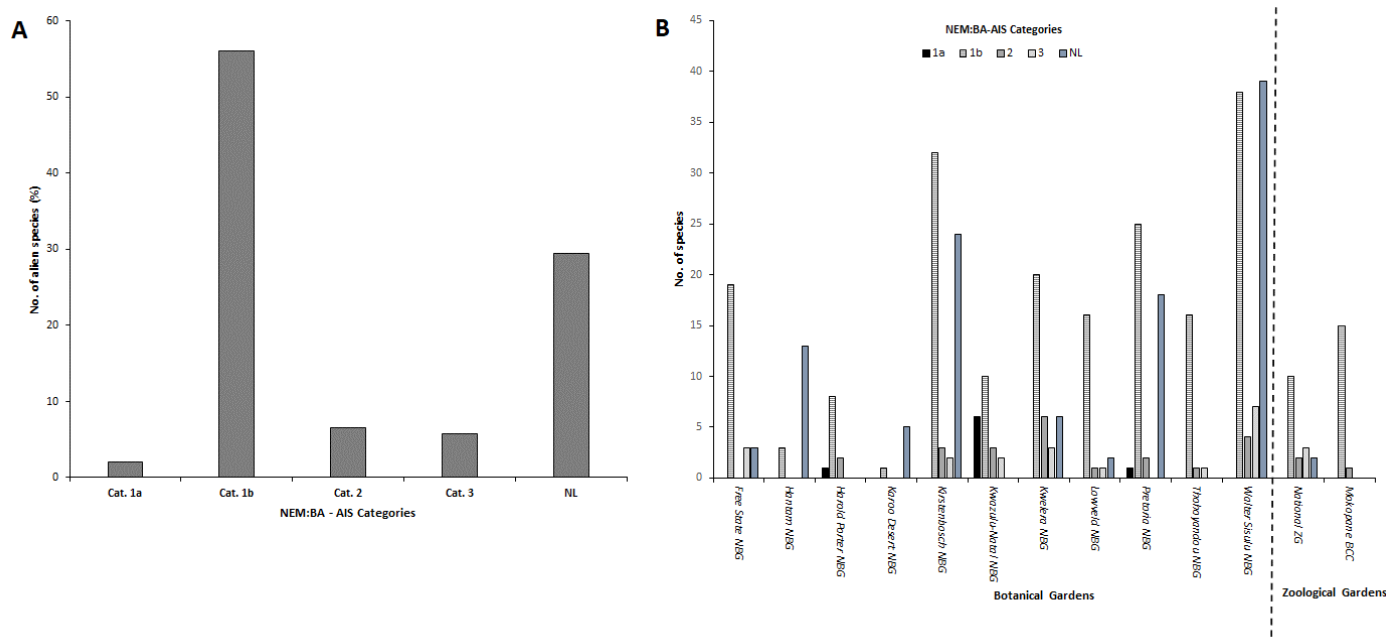 A
No. of alien species (%)
60
50
40
30
20
10
0
Cat. 1a
Cat. 1b
Cat. 2
Cat. 3
NL
NEM:BA - AIS Categories
B
NEM:BA-AIS Categories
1a
1b
2
3
NL
No. of species
45
40
35
30
25
20
15
10
5
0
Free State NBG
Hantam NBG
Harold Porter NBG
Karoo Desert NBG
Kirstenbosch NBG
Kwazulu-Natal NBG
Kwelera NBG
Lowveld NBG
Pretoria NBG
Thohoyandou NBG
Walter Sisulu NBG
National ZG
Mokopane BCC
Botanical Gardens
Zoological Gardens